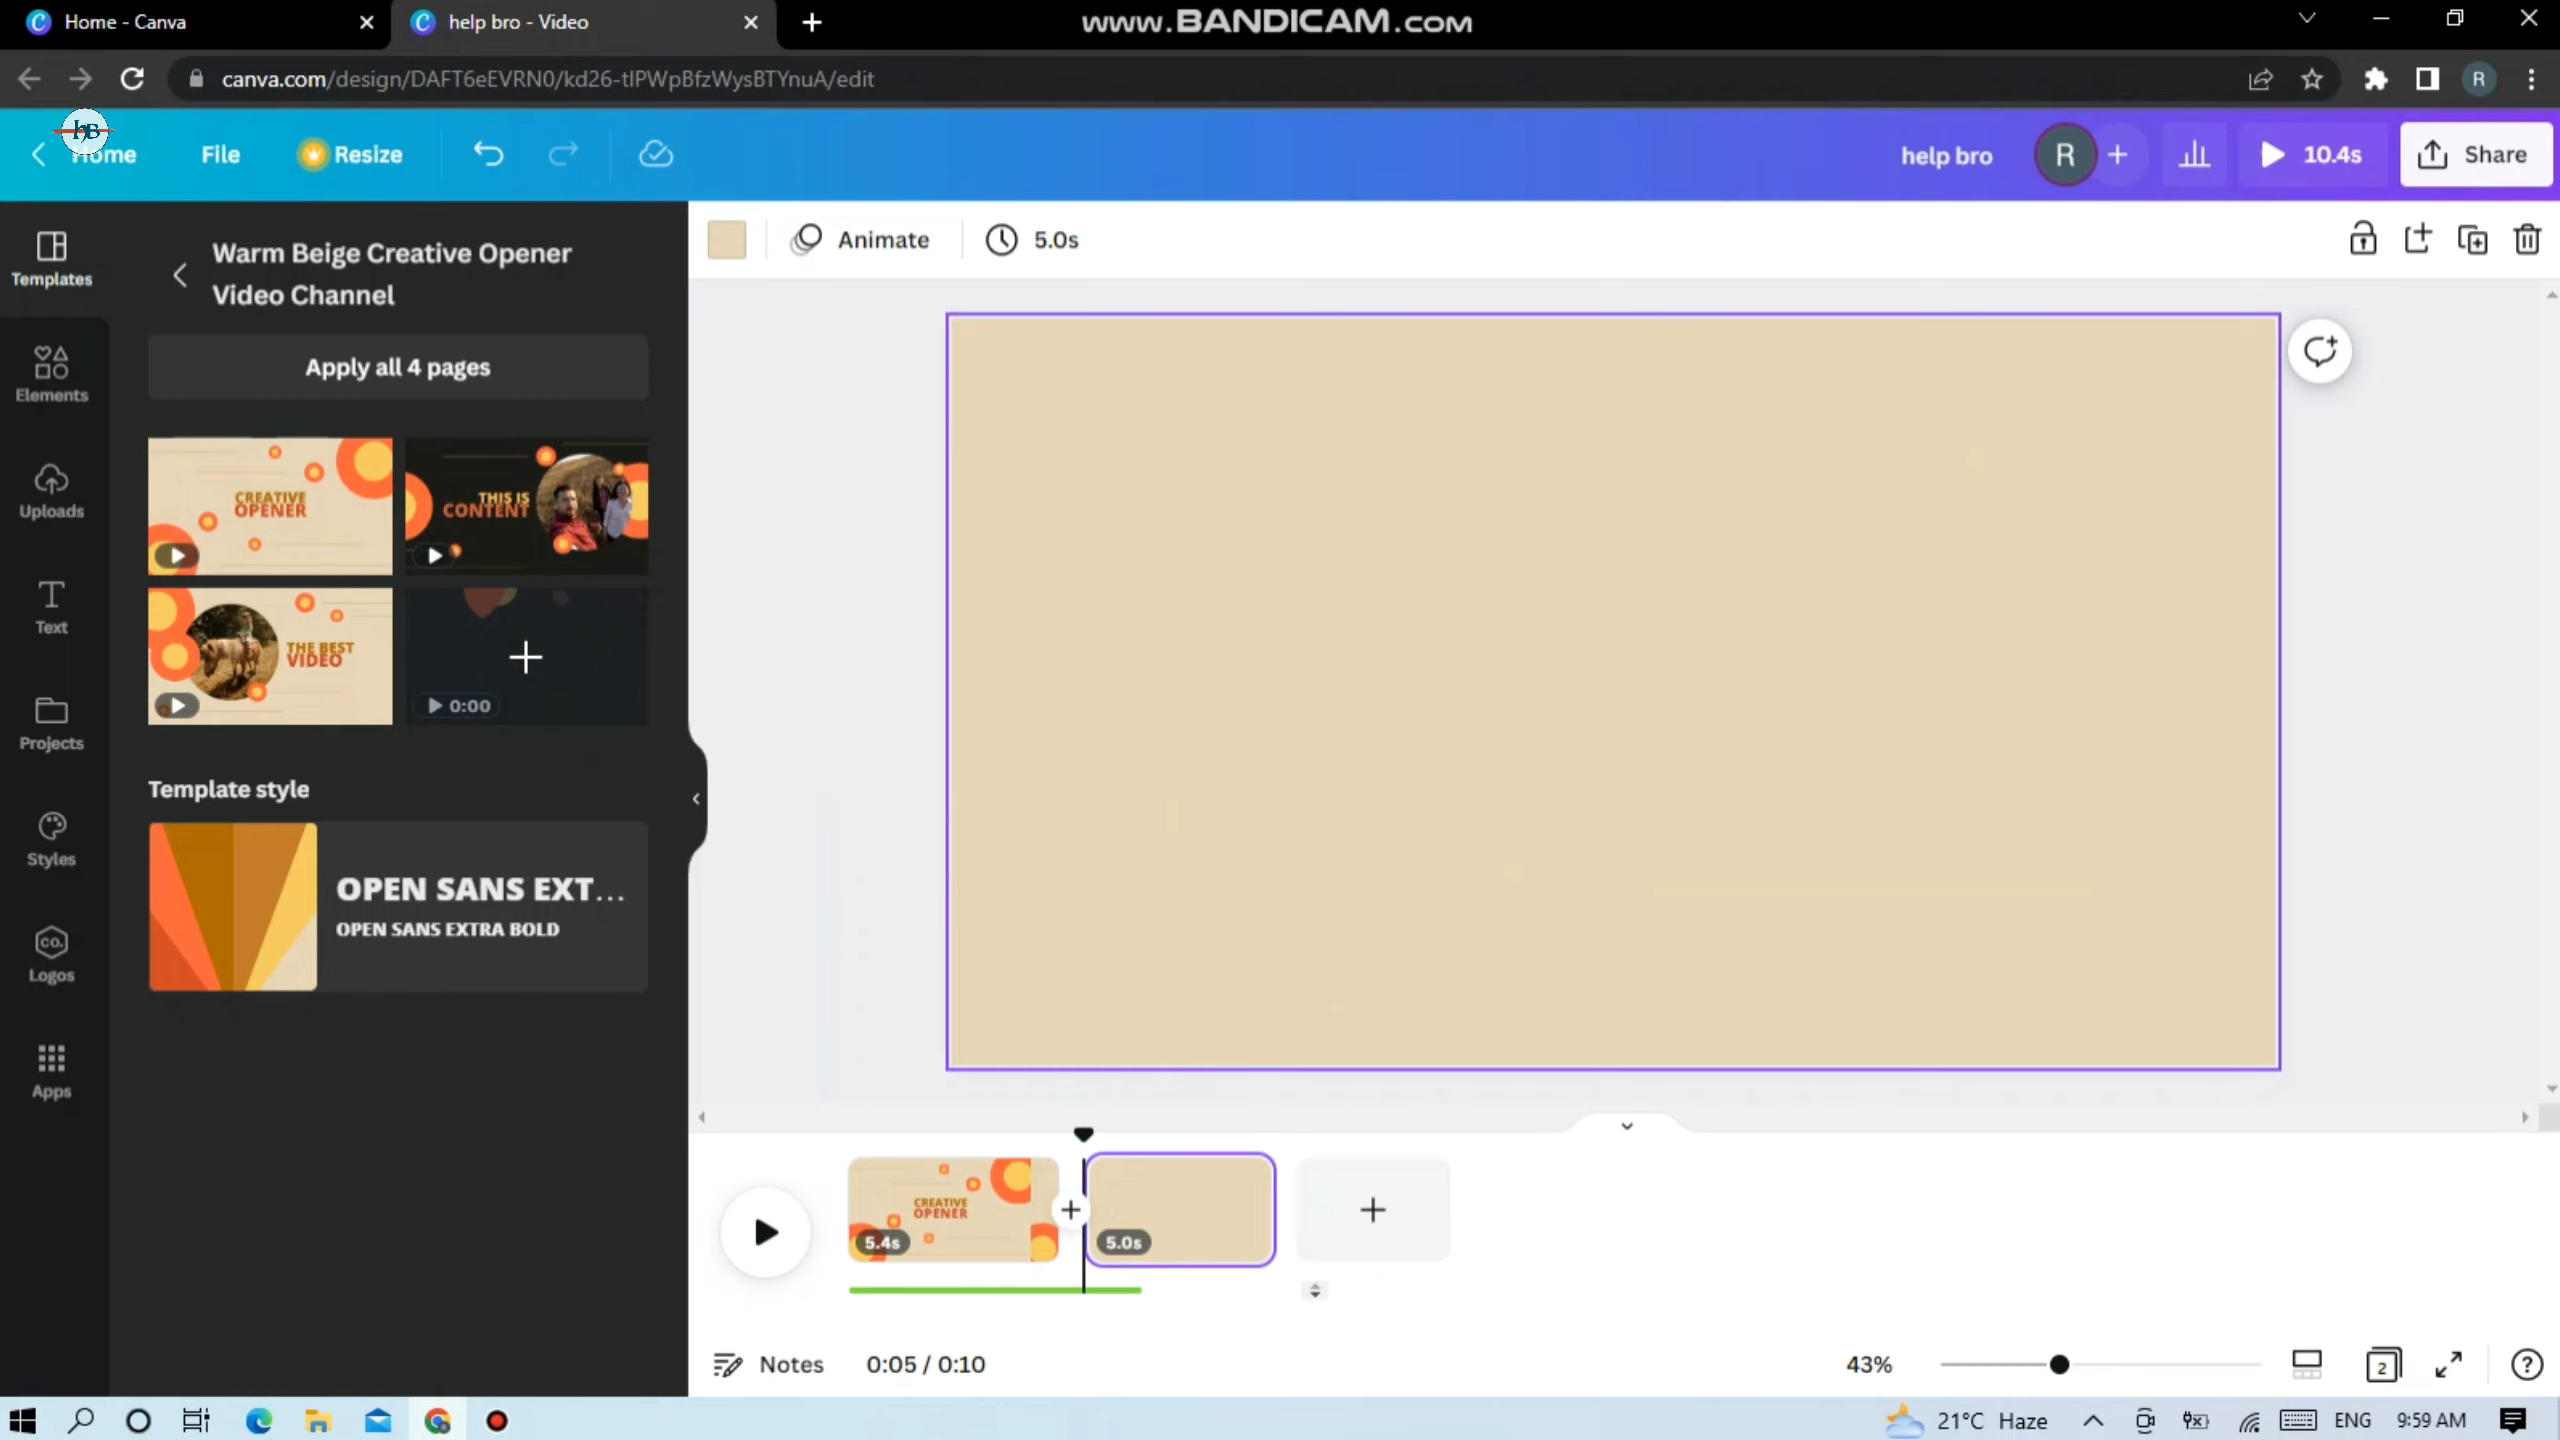 Home - Canva
help bro - Video
www.BANDICAM.com
canva.com/design/DAFT6eEVRN0/kd26-tlPWpBfzWysBTYnuA/edit
R
hB
Home
File
Resize
help bro
R
10.4s
Share
Templates
Elements
Uploads
Text
Projects
Styles
CO.
Logos
Apps
Warm Beige Creative Opener
Video Channel
Apply all 4 pages
CREATIVE
OPENER
THIS IS
CONTENT
THE BEST
VIDEO
0:00
Template style
OPEN SANS EXT...
OPEN SANS EXTRA BOLD
Animate
5.0s
CREATIVE
OPENER
5.4s
5.0s
Notes
0:05 / 0:10
43%
2
21°C Haze
ENG
9:59 AM